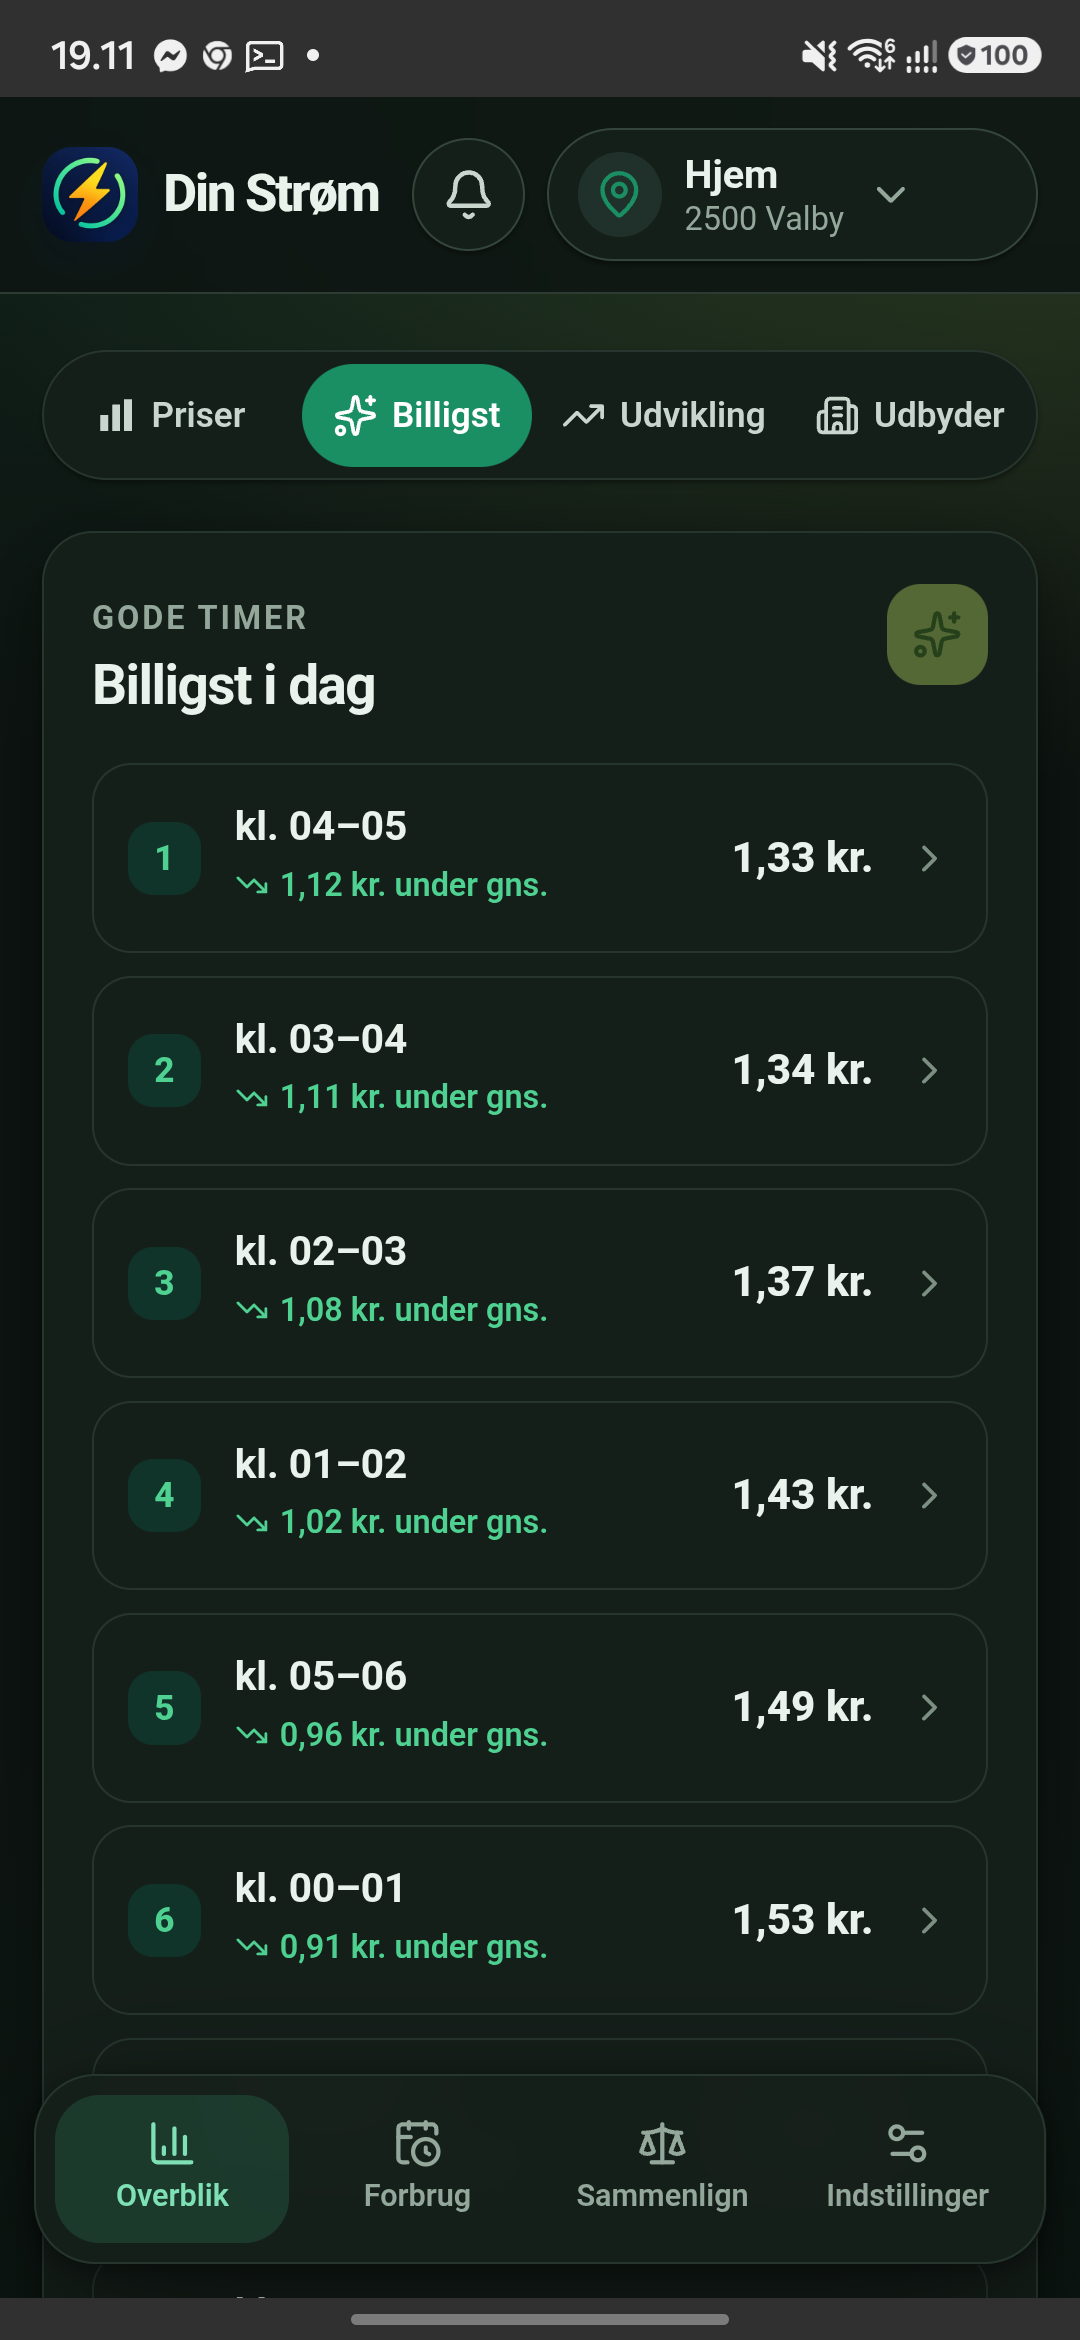 19.11
6
100
Din Strøm
Hjem
2500 Valby
Priser
Billigst
Udvikling
Udbyder
GODE TIMER
Billigst i dag
1
kl. 04–05
1,12 kr. under gns.
1,33 kr.
2
kl. 03–04
1,11 kr. under gns.
1,34 kr.
3
kl. 02–03
1,08 kr. under gns.
1,37 kr.
4
kl. 01–02
1,02 kr. under gns.
1,43 kr.
5
kl. 05–06
0,96 kr. under gns.
1,49 kr.
6
kl. 00–01
0,91 kr. under gns.
1,53 kr.
Overblik
Forbrug
Sammenlign
Indstillinger